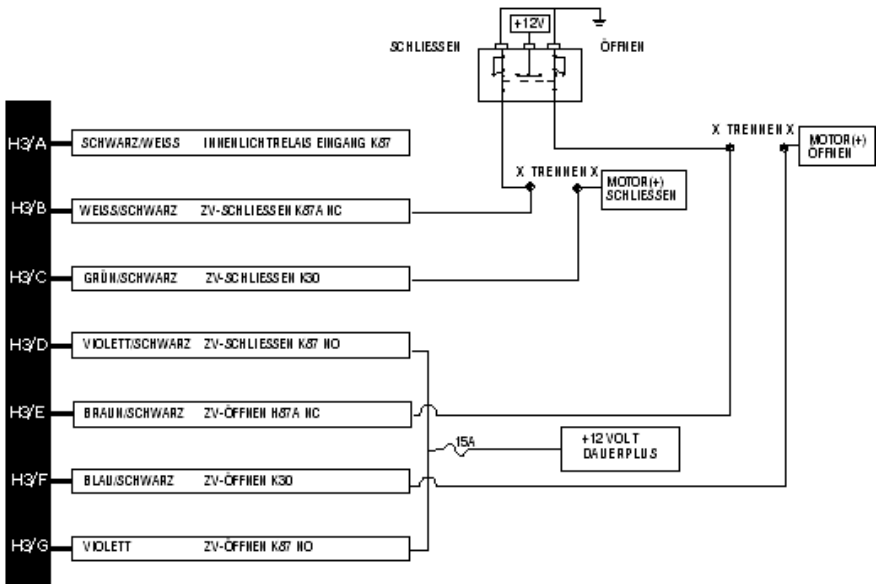 +12V
SCHLIESSEN
ÖFFNEN
X TRENNEN X
MOTOR(+)
ÖFFNEN
H3/A SCHWARZ/WEISS INNENLICHTRELAIS EINGANG K87
X TRENNEN X
MOTOR(+)
SCHLIESSEN
H3/B WEISS/SCHWARZ ZV-SCHLIESSEN K87A NC
H3/C GRÜN/SCHWARZ ZV-SCHLIESSEN K30
H3/D VIOLETT/SCHWARZ ZV-SCHLIESSEN K87 NO
H3/E BRAUN/SCHWARZ ZV-ÖFFNEN H87A NC
15A
+12 VOLT
DAUERPLUS
H3/F BLAU/SCHWARZ ZV-ÖFFNEN K30
H3/G VIOLETT ZV-ÖFFNEN K87 NO